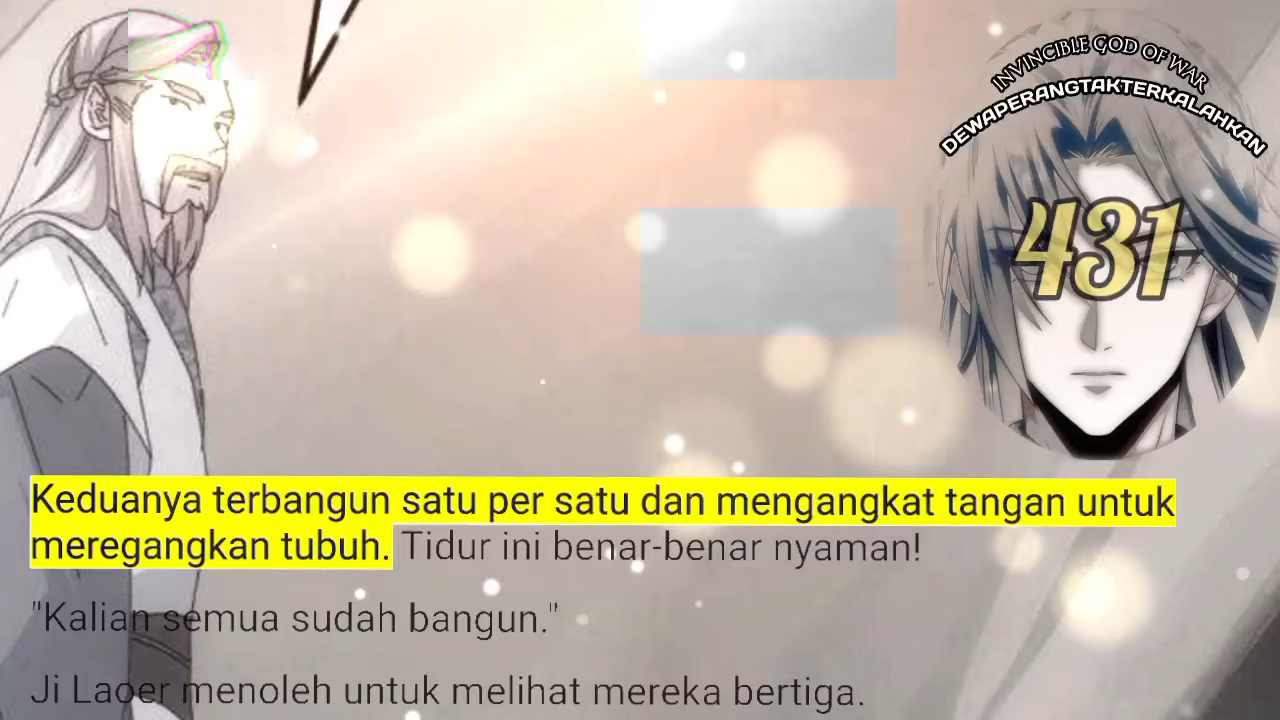 INVINCIBLE GOD OF WAR
DEWAPERANGTAKTERKALAHKAN
431
Keduanya terbangun satu per satu dan mengangkat tangan untuk
meregangkan tubuh. Tidur ini benar-benar nyaman!
"Kalian semua sudah bangun."
Ji Laoer menoleh untuk melihat mereka bertiga.